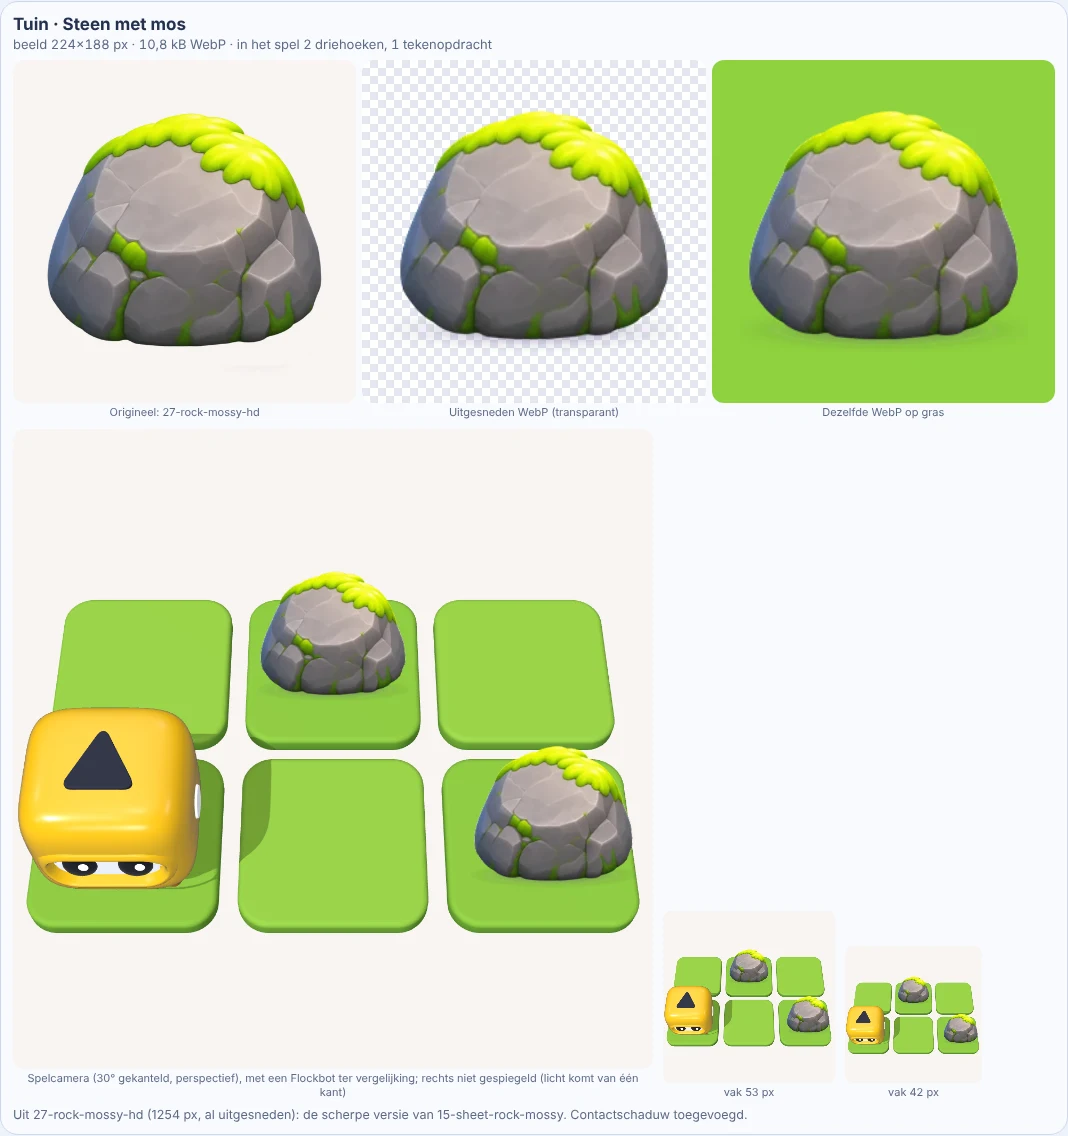 Tuin · Steen met mos
beeld 224×188 px · 10,8 kB WebP · in het spel 2 driehoeken, 1 tekenopdracht
Origineel: 27-rock-mossy-hd
Uitgesneden WebP (transparant)
Dezelfde WebP op gras
Spelcamera (30° gekanteld, perspectief), met een Flockbot ter vergelijking; rechts niet gespiegeld (licht komt van één
kant)
vak 53 px
vak 42 px
Uit 27-rock-mossy-hd (1254 px, al uitgesneden): de scherpe versie van 15-sheet-rock-mossy. Contactschaduw toegevoegd.